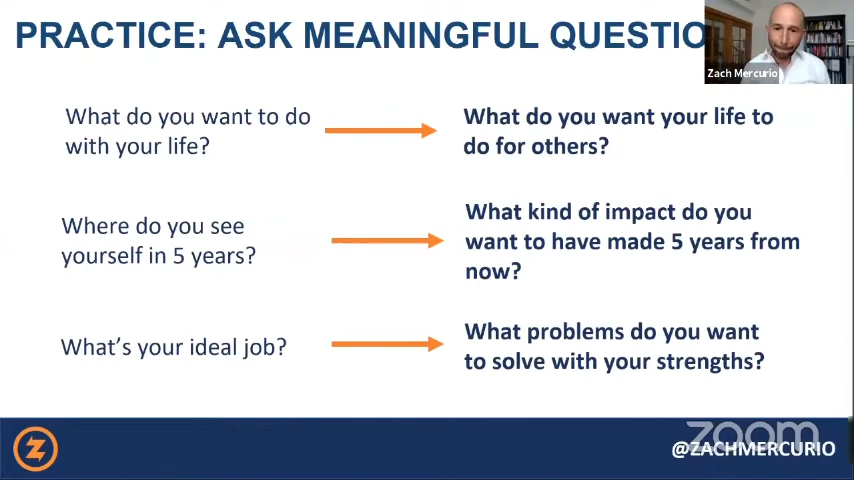 PRACTICE: ASK MEANINGFUL QUESTIO
Zach Mercurio
What do you want to do
with your life?
What do you want your life to
do for others?
Where do you see
yourself in 5 years?
What kind of impact do you
want to have made 5 years from
now?
What's your ideal job?
What problems do you want
to solve with your strengths?
zoom
@ZACHMERCURIO